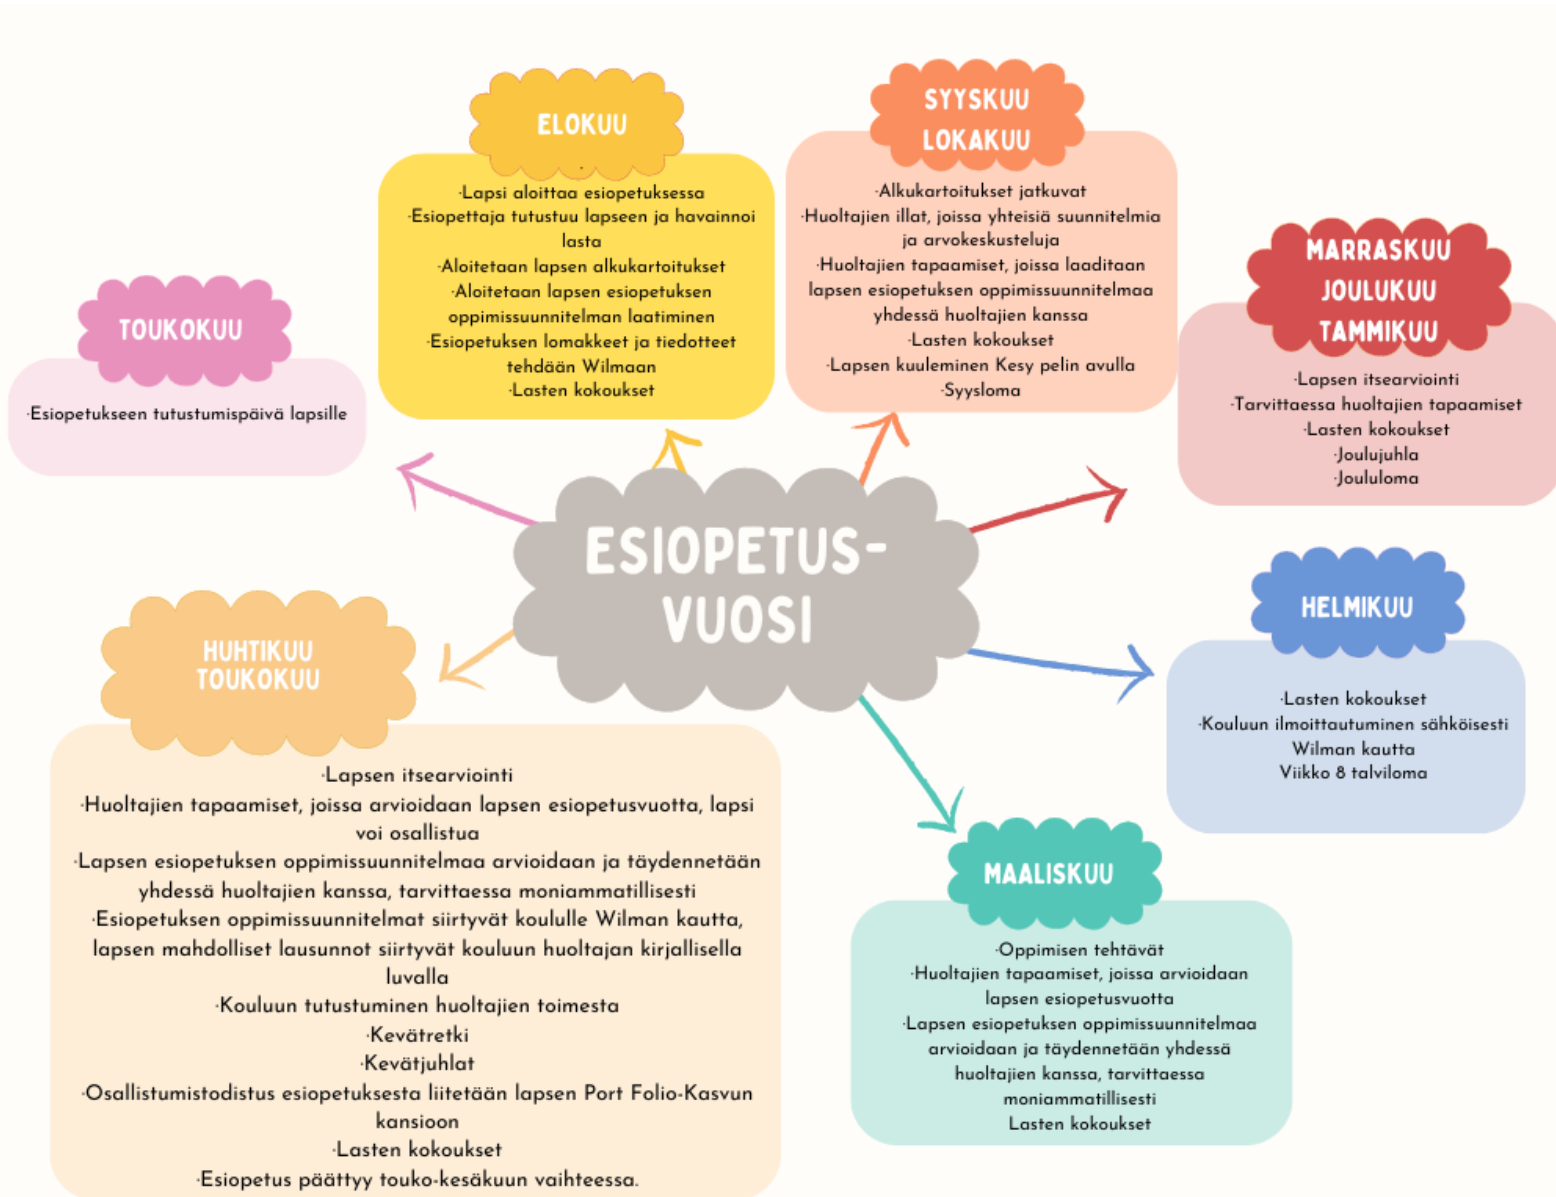 ESIOPETUS-
VUOSI
TOUKOKUU
·Esiopetukseen tutustumispäivä lapsille
ELOKUU
·Lapsi aloittaa esiopetuksessa
·Esiopettaja tutustuu lapseen ja havainnoi
lasta
·Aloitetaan lapsen alkukartoitukset
·Aloitetaan lapsen esiopetuksen
oppimissuunnitelman laatiminen
·Esiopetuksen lomakkeet ja tiedotteet
tehdään Wilmaan
·Lasten kokoukset
SYYSKUU
LOKAKUU
·Alkukartoitukset jatkuvat
·Huoltajien illat, joissa yhteisiä suunnitelmia
ja arvokeskusteluja
·Huoltajien tapaamiset, joissa laaditaan
lapsen esiopetuksen oppimissuunnitelmaa
yhdessä huoltajien kanssa
·Lasten kokoukset
·Lapsen kuuleminen Kesy pelin avulla
·Syysloma
MARRASKUU
JOULUKUU
TAMMIKUU
·Lapsen itsearviointi
·Tarvittaessa huoltajien tapaamiset
·Lasten kokoukset
·Joulujuhla
·Joululoma
HELMIKUU
·Lasten kokoukset
·Kouluun ilmoittautuminen sähköisesti
Wilman kautta
Viikko 8 talviloma
MAALISKUU
·Oppimisen tehtävät
·Huoltajien tapaamiset, joissa arvioidaan
lapsen esiopetusvuotta
·Lapsen esiopetuksen oppimissuunnitelmaa
arvioidaan ja täydennetään yhdessä
huoltajien kanssa, tarvittaessa
moniammatillisesti
Lasten kokoukset
HUHTIKUU
TOUKOKUU
·Lapsen itsearviointi
·Huoltajien tapaamiset, joissa arvioidaan lapsen esiopetusvuotta, lapsi
voi osallistua
·Lapsen esiopetuksen oppimissuunnitelmaa arvioidaan ja täydennetään
yhdessä huoltajien kanssa, tarvittaessa moniammatillisesti
·Esiopetuksen oppimissuunnitelmat siirtyvät koululle Wilman kautta,
lapsen mahdolliset lausunnot siirtyvät kouluun huoltajan kirjallisella
luvalla
·Kouluun tutustuminen huoltajien toimesta
·Kevätretki
·Kevätjuhlat
·Osallistumistodistus esiopetuksesta liitetään lapsen Port Folio-Kasvun
kansioon
·Lasten kokoukset
·Esiopetus päättyy touko-kesäkuun vaihteessa.